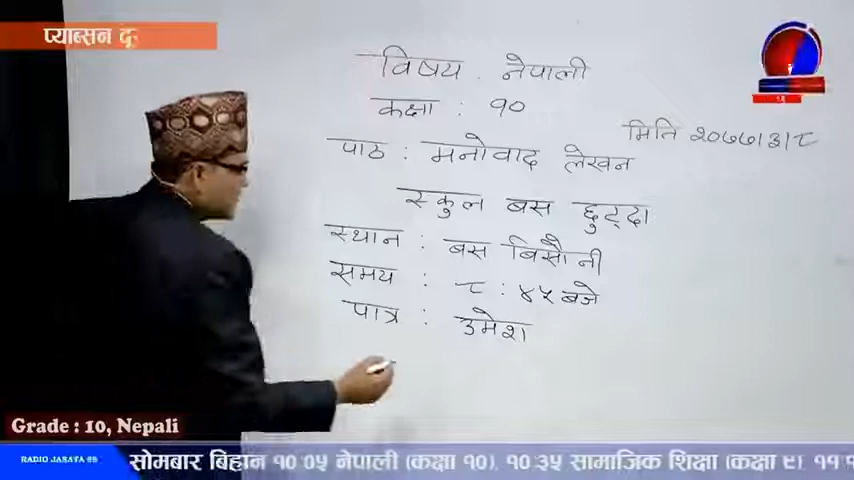 प्याब्सन दू
विषय . नेपाली
कक्षा : १०
मिति २०७७।३।८
पाठ : मनोवाद लेखन
स्कुल बस छुट्दा
स्थान : बस बिसौनी
समय : ८ : ४५ बजे
पात्र : उमेश
Grade : 10, Nepali
सोमबार बिहान १०:०५ नेपाली (कक्षा १०), १०:३५ सामाजिक शिक्षा (कक्षा ९), ११